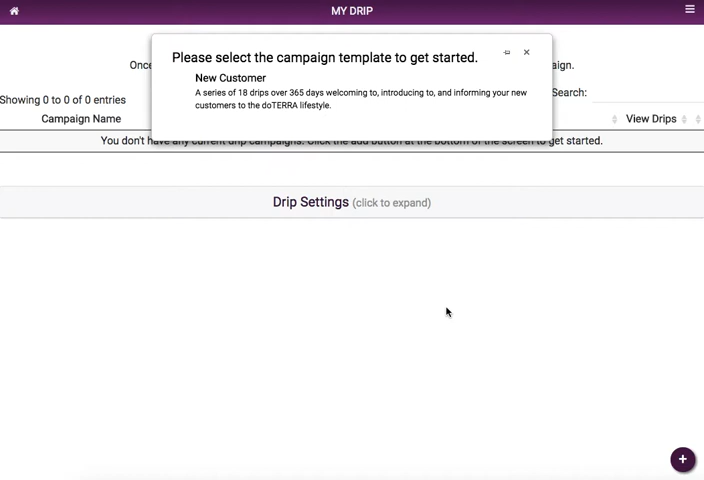 MY DRIP
Please select the campaign template to get started.
Once
aign.
New Customer
A series of 18 drips over 365 days welcoming to, introducing to, and informing your new
customers to the doTERRA lifestyle.
Showing 0 to 0 of 0 entries
Search:
Campaign Name
View Drips
You don't have any current drip campaigns. Click the add button at the bottom of the screen to get started.
Drip Settings (click to expand)
+